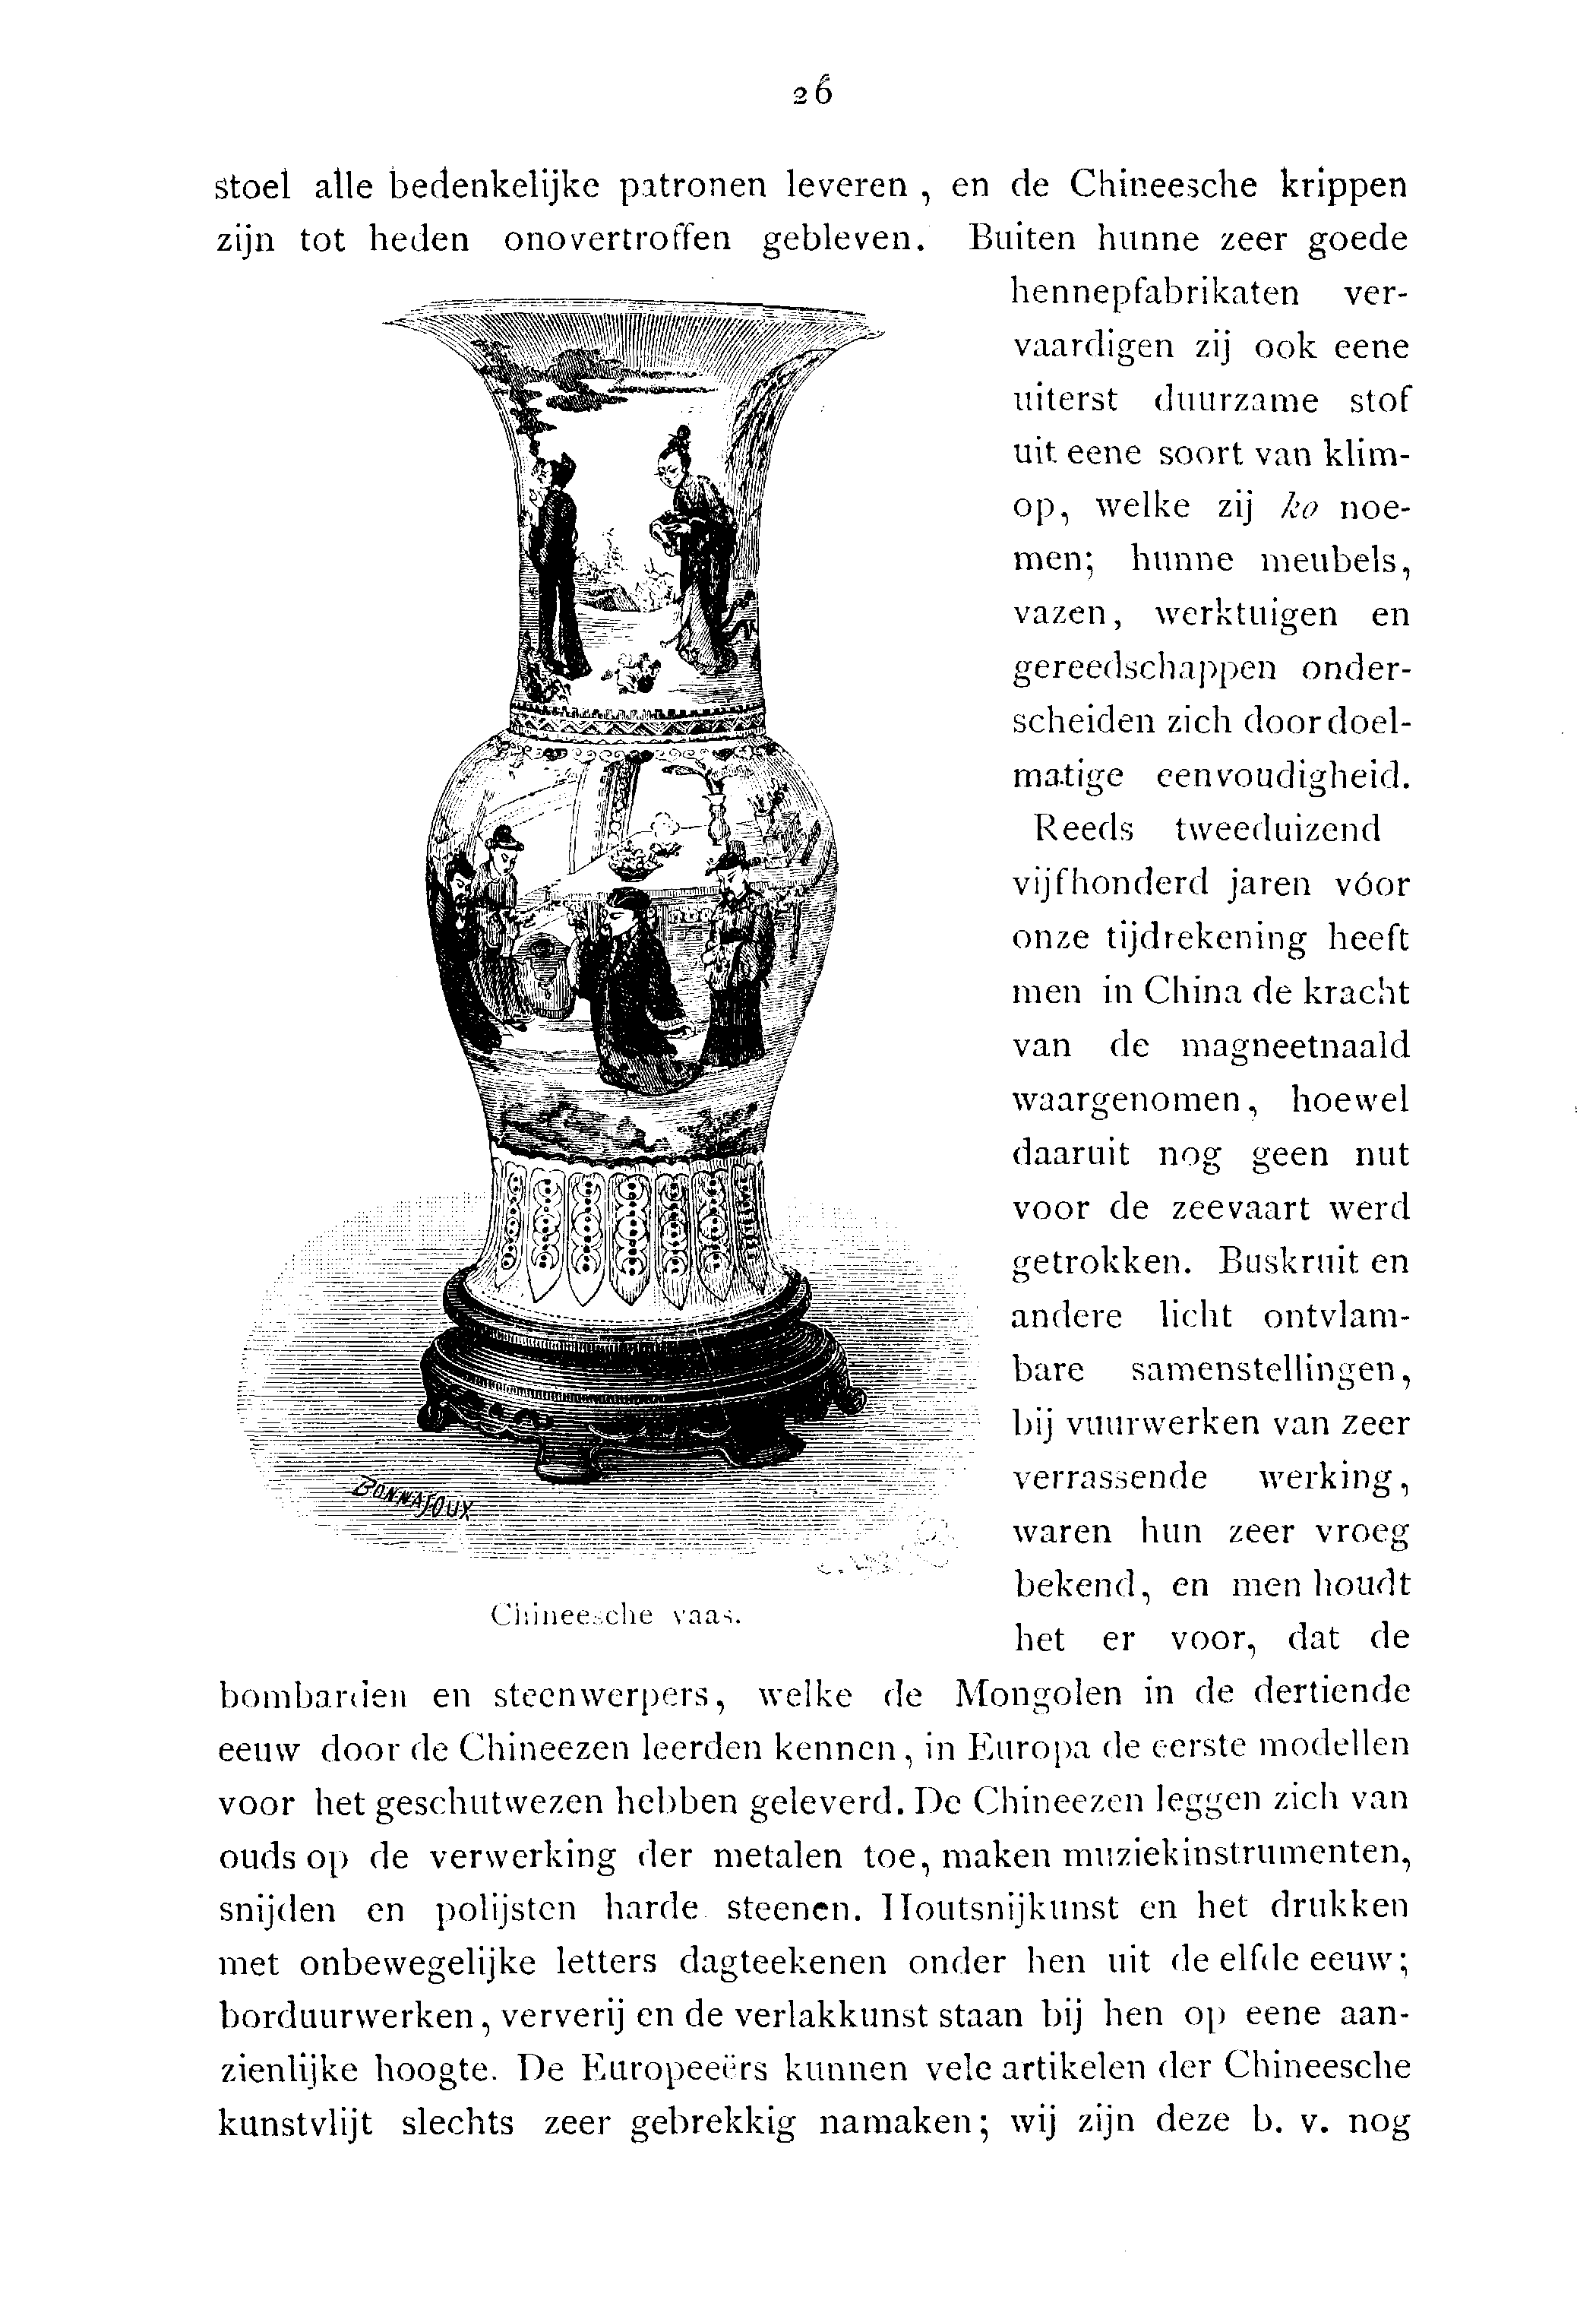 26
stoel alle bedenkelijke patronen leveren, en de Chineesche krippen
zijn tot heden onovertroffen gebleven. Buiten hunne zeer goede
hennepfabrikaten ver-
vaardigen zij ook eene
uiterst duurzame stof
uit eene soort van klim-
op, welke zij ko noe-
men; hunne meubels,
vazen, werktuigen en
gereedschappen onder-
scheiden zich door doel-
matige eenvoudigheid.
Reeds tweeduizend
vijfhonderd jaren vóor
onze tijdrekening heeft
men in China de kracht
van de magneetnaald
waargenomen, hoewel
daaruit nog geen nut
voor de zeevaart werd
getrokken. Buskruit en
andere licht ontvlam-
bare samenstellingen,
bij vuurwerken van zeer
verrassende werking,
waren hun zeer vroeg
bekend, en men houdt
het er voor, dat de
BONNAFOUX
Chineesche vaas.
bombarden en steenwerpers, welke de Mongolen in de dertiende
eeuw door de Chineezen leerden kennen, in Europa de eerste modellen
voor het geschutwezen hebben geleverd. De Chineezen leggen zich van
ouds op de verwerking der metalen toe, maken muziekinstrumenten,
snijden en polijsten harde steenen. Houtsnijkunst en het drukken
met onbewegelijke letters dagteekenen onder hen uit de elfde eeuw;
borduurwerken, ververij en de verlakkunst staan bij hen op eene aan-
zienlijke hoogte. De Europeeërs kunnen vele artikelen der Chineesche
kunstvlijt slechts zeer gebrekkig namaken; wij zijn deze b. v. nog